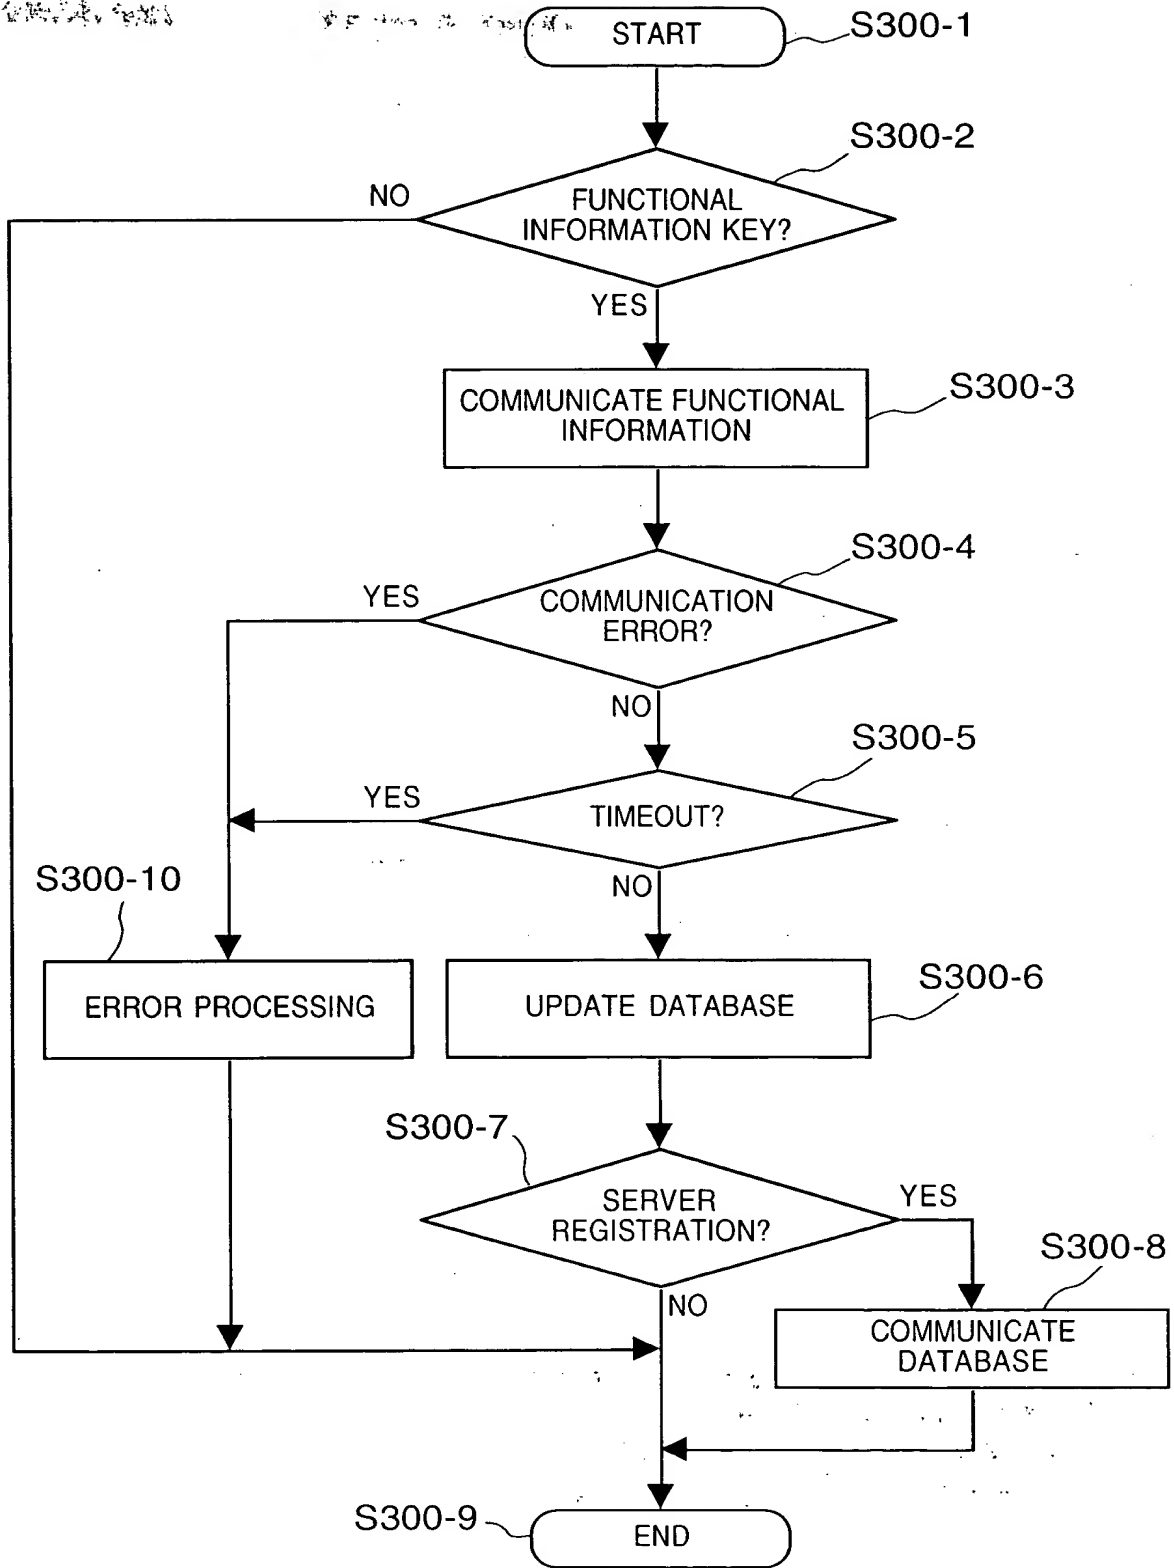 START
S300-1
S300-2
NO
FUNCTIONAL
INFORMATION KEY?
YES
S300-3
COMMUNICATE FUNCTIONAL
INFORMATION
S300-4
YES
COMMUNICATION
ERROR?
NO
S300-5
YES
TIMEOUT?
NO
S300-10
S300-6
ERROR PROCESSING
UPDATE DATABASE
S300-7
YES
SERVER
REGISTRATION?
S300-8
NO
COMMUNICATE
DATABASE
S300-9
END